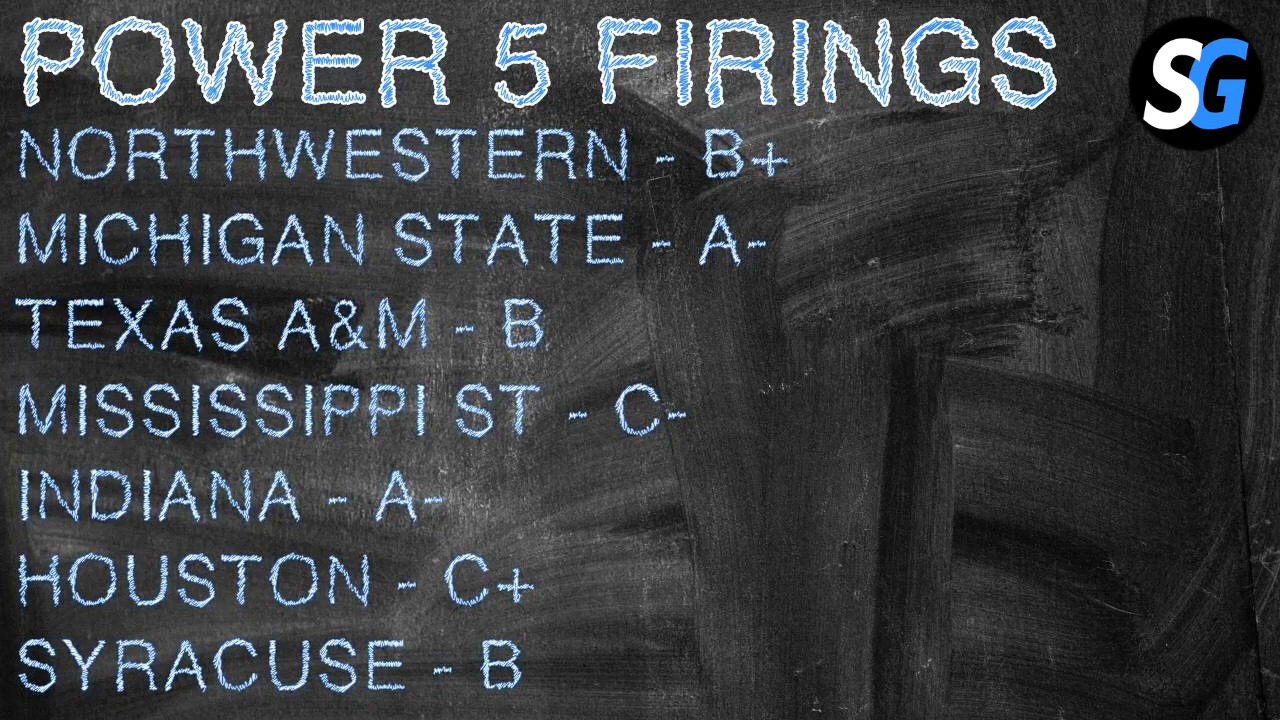 POWER 5 FIRINGS
SG
NORTHWESTERN - B+
MICHIGAN STATE - A-
TEXAS A&M - B
MISSISSIPPI ST - C-
INDIANA - A-
HOUSTON - C+
SYRACUSE - B